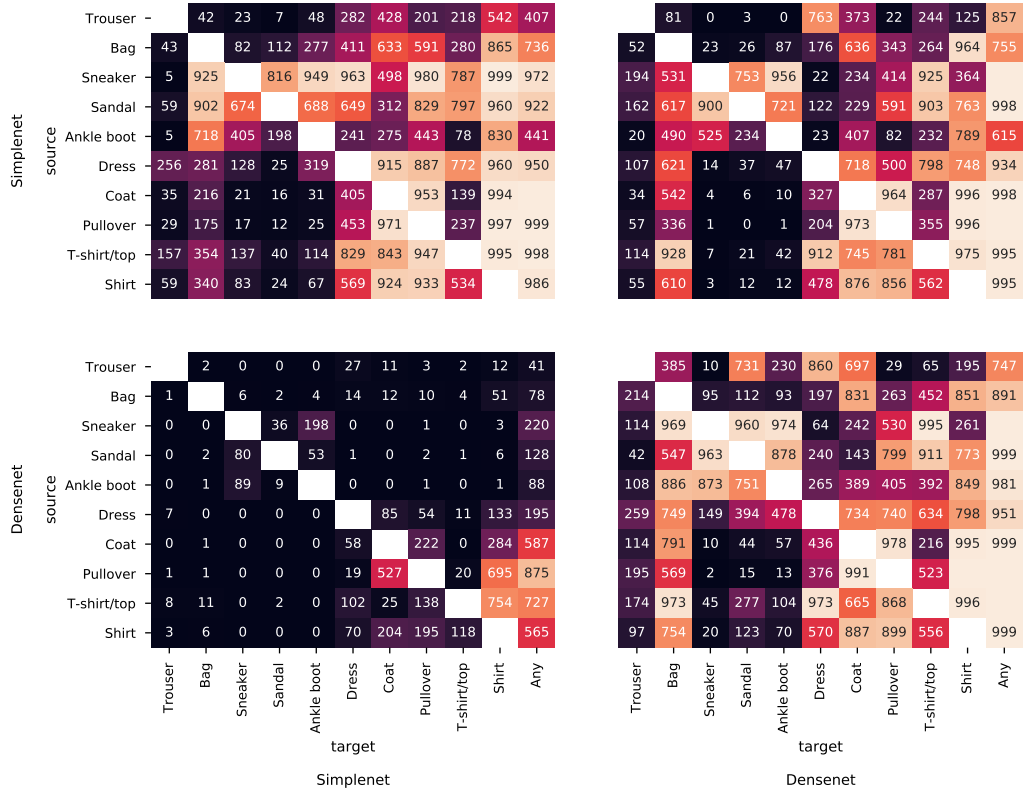 Trouser 42 23 7 48 282 428 201 218 542 407
Bag 43 82 112 277 411 633 591 280 865 736
Sneaker 5 925 816 949 963 498 980 787 999 972
Sandal 59 902 674 688 649 312 829 797 960 922
Ankle boot 5 718 405 198 241 275 443 78 830 441
Dress 256 281 128 25 319 915 887 772 960 950
Coat 35 216 21 16 31 405 953 139 994
Pullover 29 175 17 12 25 453 971 237 997 999
T-shirt/top 157 354 137 40 114 829 843 947 995 998
Shirt 59 340 83 24 67 569 924 933 534 986
Simplenet
source
81 0 3 0 763 373 22 244 125 857
52 23 26 87 176 636 343 264 964 755
194 531 753 956 22 234 414 925 364
162 617 900 721 122 229 591 903 763 998
20 490 525 234 23 407 82 232 789 615
107 621 14 37 47 718 500 798 748 934
34 542 4 6 10 327 964 287 996 998
57 336 1 0 1 204 973 355 996
114 928 7 21 42 912 745 781 975 995
55 610 3 12 12 478 876 856 562 995
Trouser 2 0 0 0 27 11 3 2 12 41
Bag 1 6 2 4 14 12 10 4 51 78
Sneaker 0 0 36 198 0 0 1 0 3 220
Sandal 0 2 80 53 1 0 2 1 6 128
Ankle boot 0 1 89 9 0 0 1 0 1 88
Dress 7 0 0 0 0 85 54 11 133 195
Coat 0 1 0 0 0 58 222 0 284 587
Pullover 1 1 0 0 0 19 527 20 695 875
T-shirt/top 8 11 0 2 0 102 25 138 754 727
Shirt 3 6 0 0 0 70 204 195 118 565
Densenet
source
Trouser
Bag
Sneaker
Sandal
Ankle boot
Dress
Coat
Pullover
T-shirt/top
Shirt
Any
target
Simplenet
385 10 731 230 860 697 29 65 195 747
214 95 112 93 197 831 263 452 851 891
114 969 960 974 64 242 530 995 261
42 547 963 878 240 143 799 911 773 999
108 886 873 751 265 389 405 392 849 981
259 749 149 394 478 734 740 634 798 951
114 791 10 44 57 436 978 216 995 999
195 569 2 15 13 376 991 523
174 973 45 277 104 973 665 868 996
97 754 20 123 70 570 887 899 556 999
Trouser
Bag
Sneaker
Sandal
Ankle boot
Dress
Coat
Pullover
T-shirt/top
Shirt
Any
target
Densenet